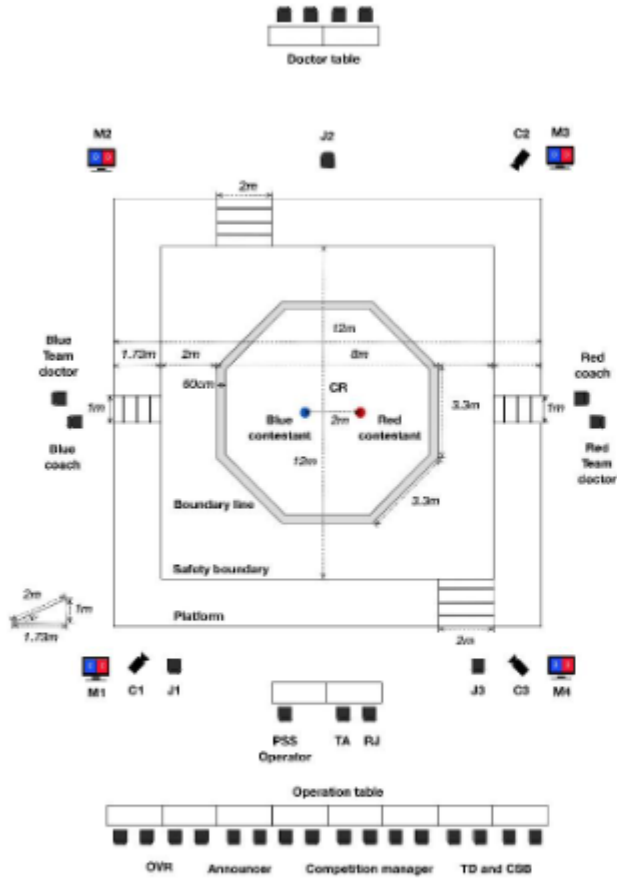 Doctor table
M2
J2
C2
M3
2m
12m
1.73m
2m
8m
Blue
Team
doctor
Red
coach
60cm
CR
1m
1m
3.3m
Blue
contestant
2m
Red
contestant
Blue
coach
Red
Team
doctor
12m
3.3m
Boundary line
Safety boundary
2m
1m
1.73m
Platform
2m
M1
C1
J1
J3
C3
M4
PSS
Operator
TA
RJ
Operation table
OVR
Announcer
Competition manager
TD and CSB